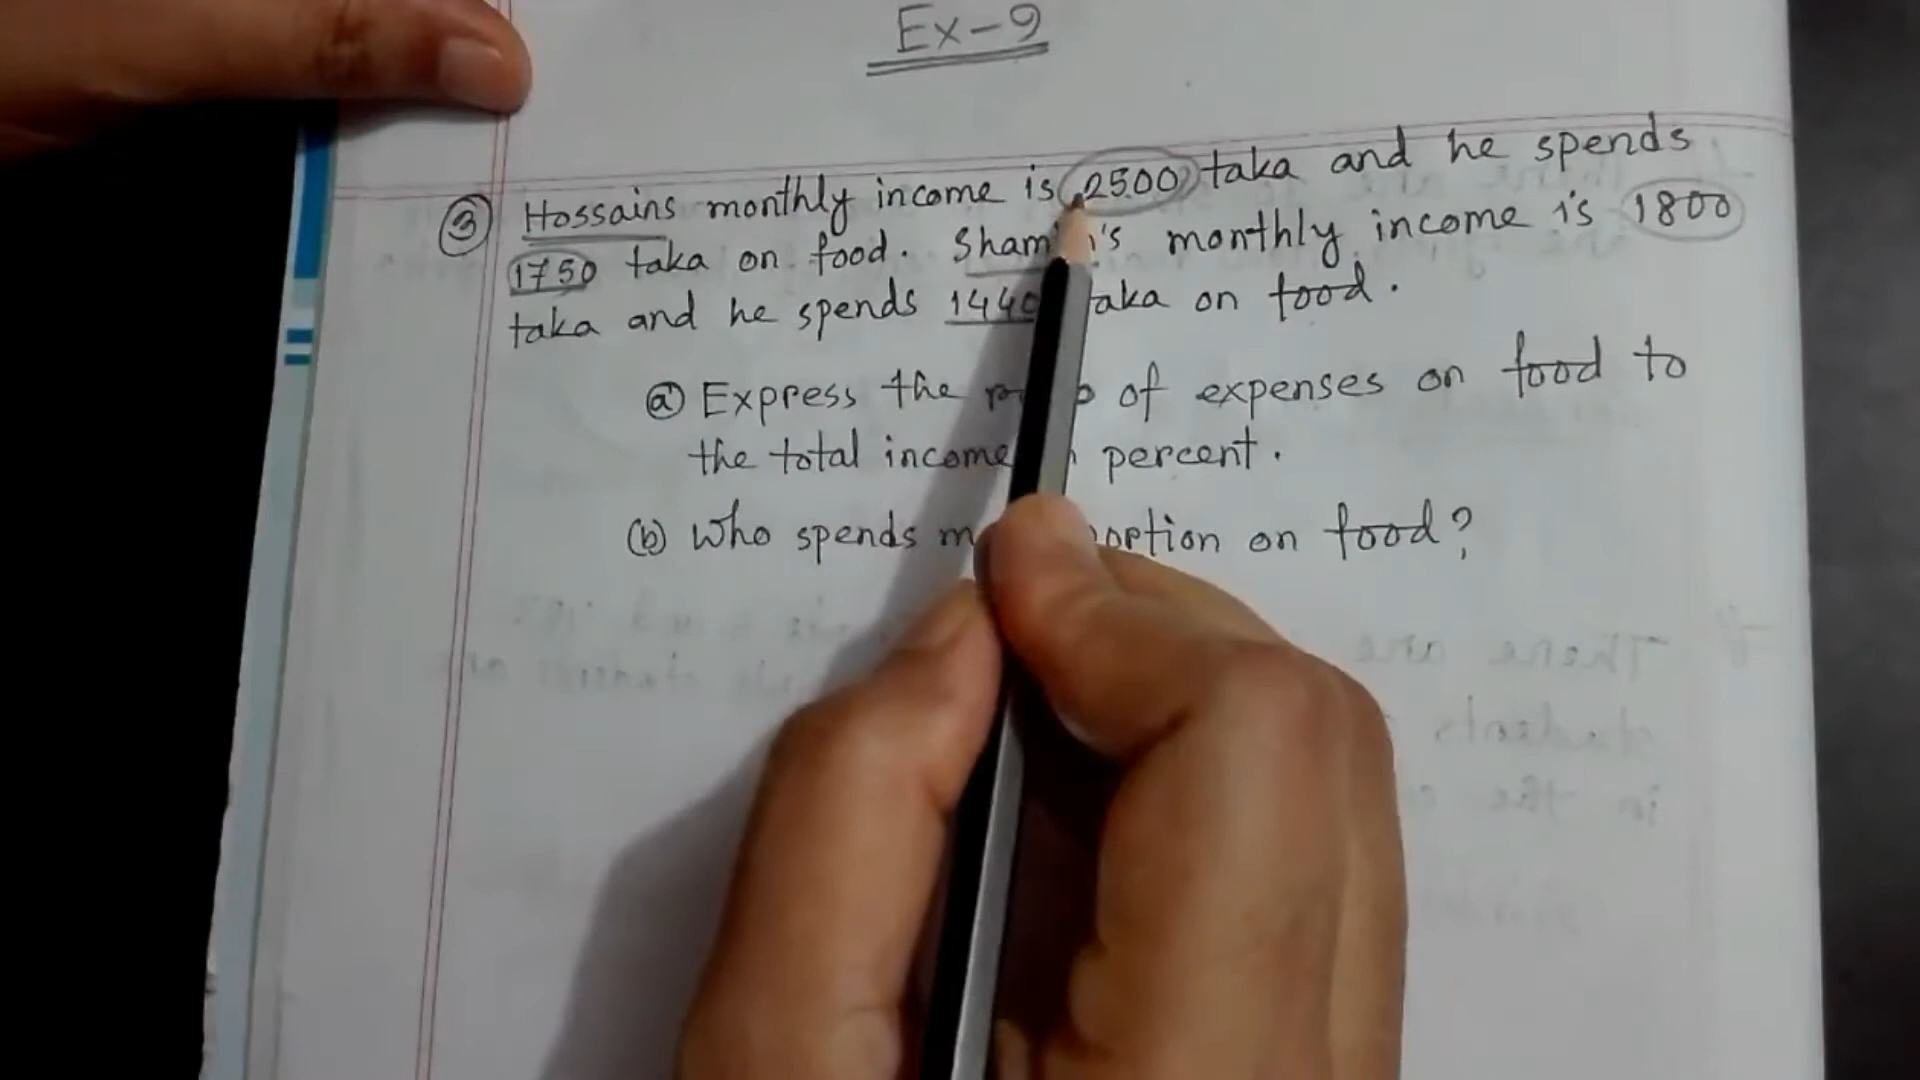 Ex-9
③ Hossains monthly income is 2500 taka and he spends
1750 taka on food. monthly income is 1800
taka and he spends 1440 taka on food.
ⓐ Express the of expenses on food to
the total income percent.
(b) Who spends on food?